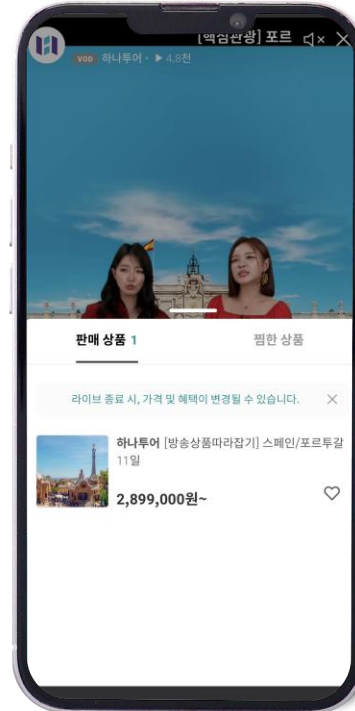 [핵심관광] 포르
VOD 하나투어 · ▶ 4.8천
판매 상품 1
찜한 상품
라이브 종료 시, 가격 및 혜택이 변경될 수 있습니다.
하나투어 [방송상품따라잡기] 스페인/포르투갈
11일
2,899,000원~